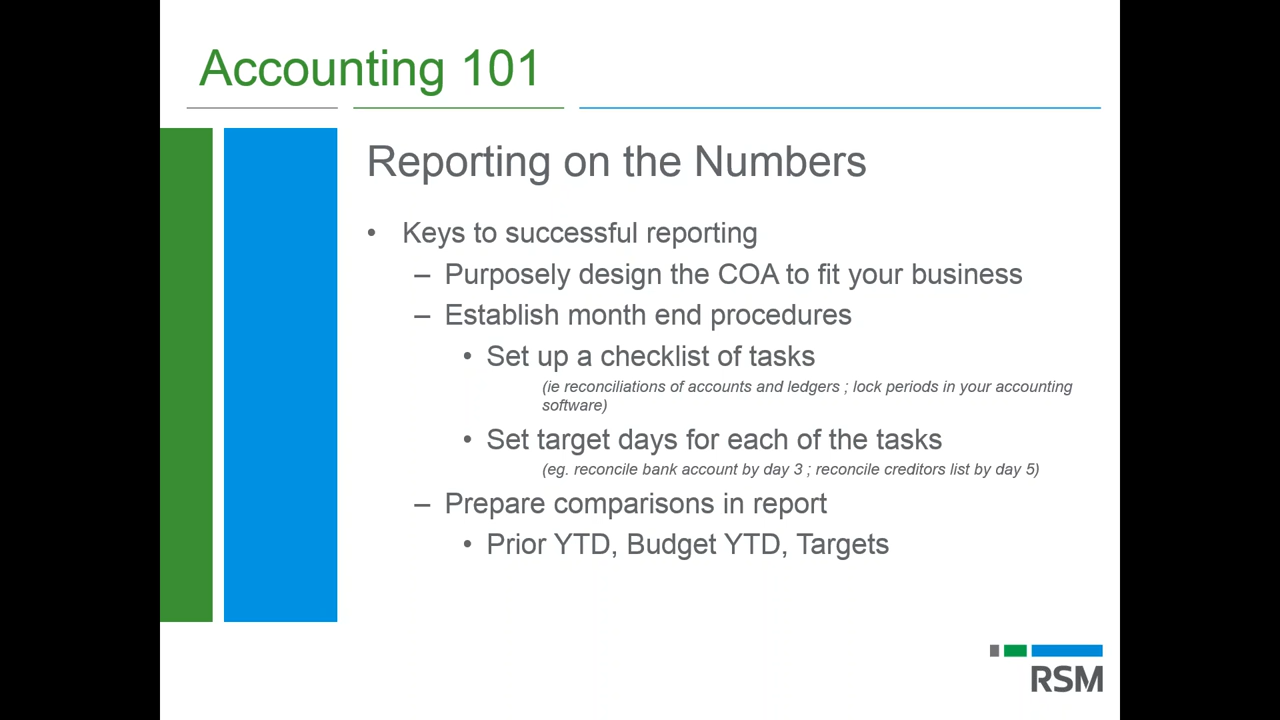 Accounting 101
Reporting on the Numbers
• Keys to successful reporting
– Purposely design the COA to fit your business
– Establish month end procedures
• Set up a checklist of tasks
(ie reconciliations of accounts and ledgers ; lock periods in your accounting
software)
• Set target days for each of the tasks
(eg. reconcile bank account by day 3 ; reconcile creditors list by day 5)
– Prepare comparisons in report
• Prior YTD, Budget YTD, Targets
RSM